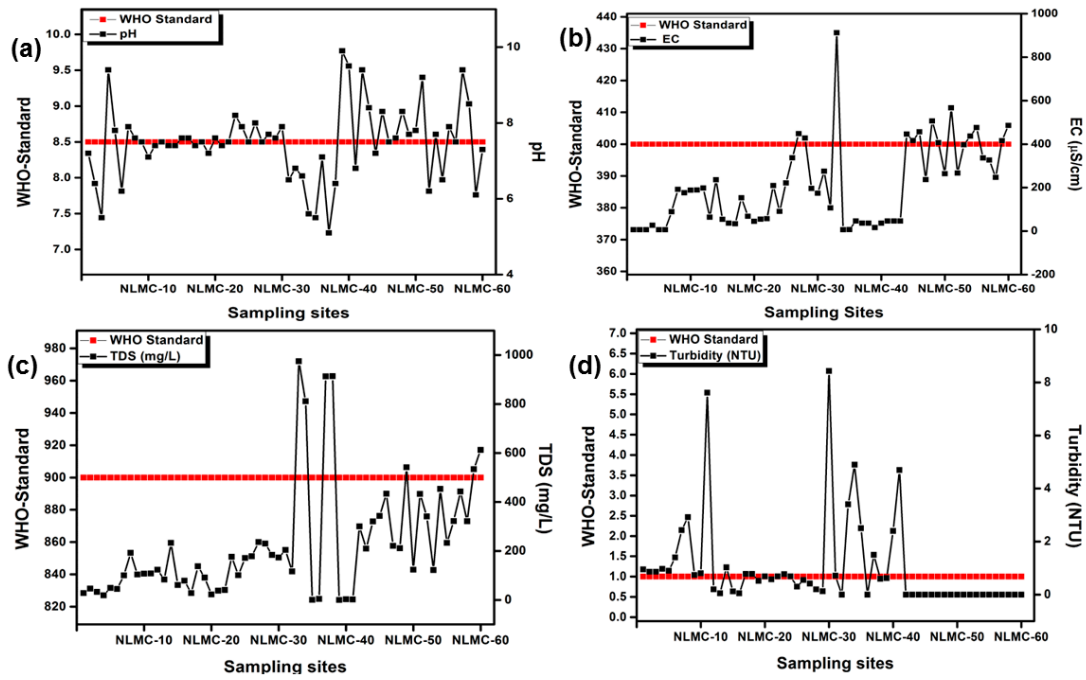 (a)
WHO Standard
pH
WHO-Standard
10.0
9.5
9.0
8.5
8.0
7.5
7.0
10
8
6
4
pH
NLMC-10 NLMC-20 NLMC-30 NLMC-40 NLMC-50 NLMC-60
Sampling sites
(b)
WHO Standard
EC
WHO-Standard
440
430
420
410
400
390
380
370
360
1000
800
600
400
200
0
-200
EC (µS/cm)
NLMC-10 NLMC-20 NLMC-30 NLMC-40 NLMC-50 NLMC-60
Sampling Sites
(c)
WHO Standard
TDS (mg/L)
WHO-Standard
980
960
940
920
900
880
860
840
820
1000
800
600
400
200
0
TDS (mg/L)
NLMC-10 NLMC-20 NLMC-30 NLMC-40 NLMC-50 NLMC-60
Sampling sites
(d)
WHO Standard
Turbidity (NTU)
WHO-Standard
7.0
6.5
6.0
5.5
5.0
4.5
4.0
3.5
3.0
2.5
2.0
1.5
1.0
0.5
0.0
10
8
6
4
2
0
Turbidity (NTU)
NLMC-10 NLMC-20 NLMC-30 NLMC-40 NLMC-50 NLMC-60
Sampling sites